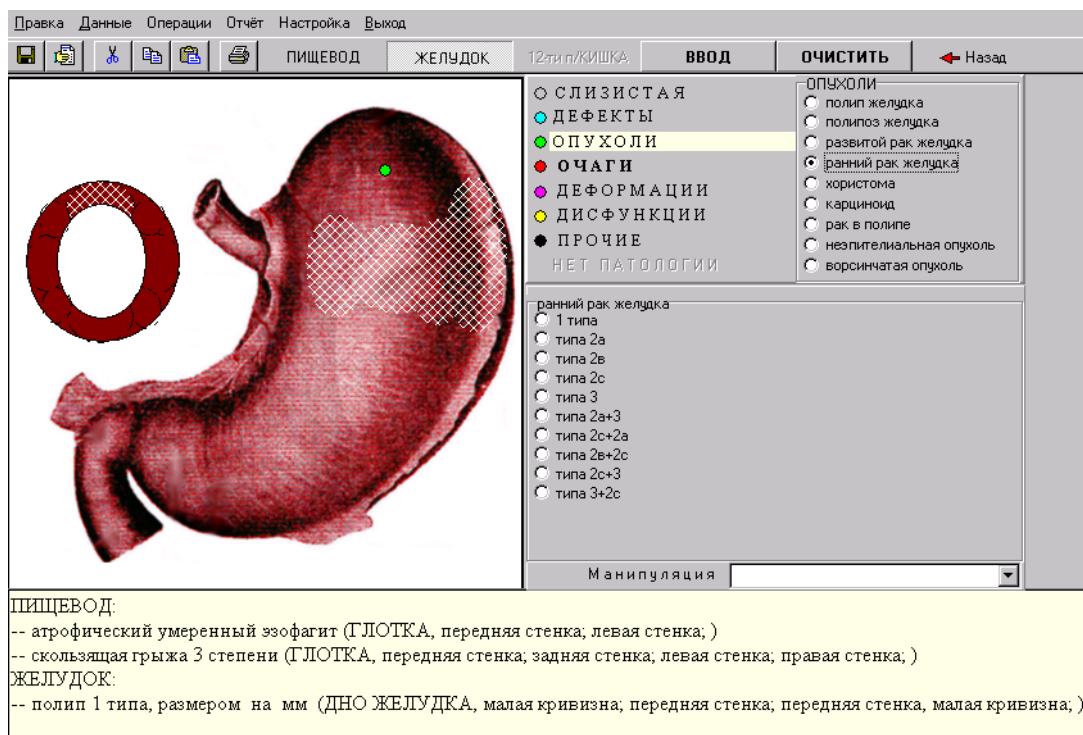 Правка Данные Операции Отчёт Настройка Выход
ПИЩЕВОД ЖЕЛУДОК 12-ти п/КИШКА ВВОД ОЧИСТИТЬ Назад
СЛИЗИСТАЯ
ДЕФЕКТЫ
ОПУХОЛИ
ОЧАГИ
ДЕФОРМАЦИИ
ДИСФУНКЦИИ
ПРОЧИЕ
НЕТ ПАТОЛОГИИ
ОПУХОЛИ
полип желудка
полипоз желудка
развитой рак желудка
ранний рак желудка
хористома
карциноид
рак в полипе
неэпителиальная опухоль
ворсинчатая опухоль
ранний рак желудка
1 типа
типа 2а
типа 2в
типа 2с
типа 3
типа 2а+3
типа 2с+2а
типа 2в+2с
типа 2с+3
типа 3+2с
Манипуляция
ПИЩЕВОД:
-- атрофический умеренный эзофагит (ГЛОТКА, передняя стенка; левая стенка; )
-- скользящая грыжа 3 степени (ГЛОТКА, передняя стенка; задняя стенка; левая стенка; правая стенка; )
ЖЕЛУДОК:
-- полип 1 типа, размером на мм (ДНО ЖЕЛУДКА, малая кривизна; передняя стенка; передняя стенка, малая кривизна; )